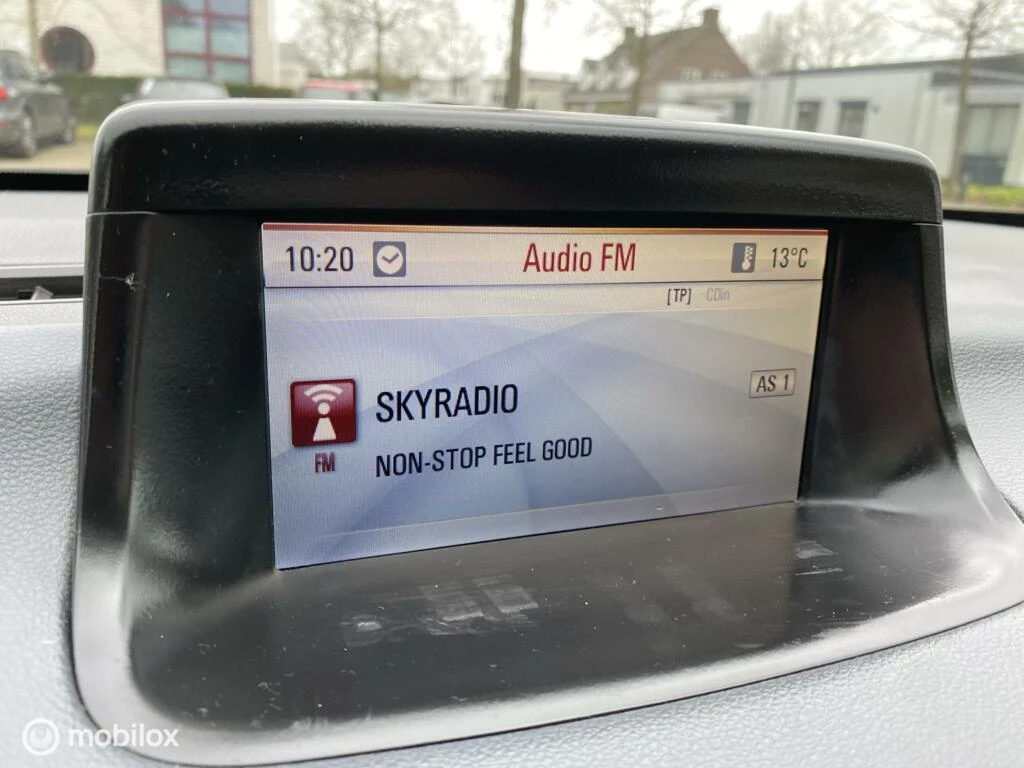 10:20 Audio FM 13°C
[TP] CDin
AS 1
SKYRADIO
FM
NON-STOP FEEL GOOD
mobilox